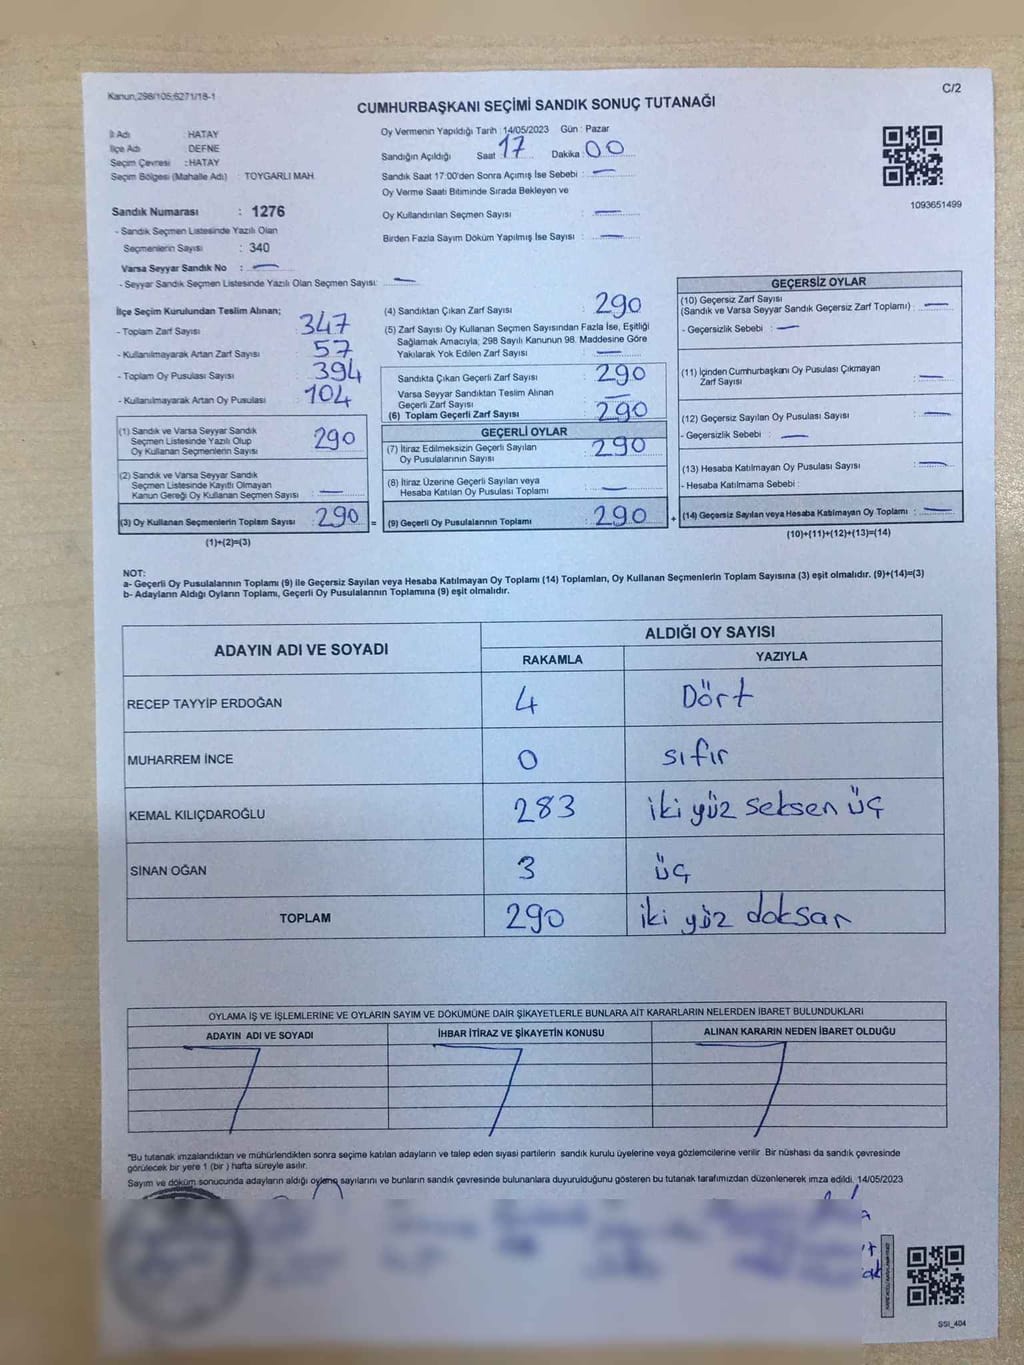 Kanun,298/105;6271/18-1
C/2
CUMHURBAŞKANI SEÇİMİ SANDIK SONUÇ TUTANAĞI
İl Adı : HATAY
İlçe Adı : DEFNE
Seçim Çevresi : HATAY
Seçim Bölgesi (Mahalle Adı) : TOYGARLI MAH.
Oy Vermenin Yapıldığı Tarih : 14/05/2023 Gün : Pazar
Sandığın Açıldığı Saat : 17 Dakika : 00
Sandık Saat 17:00'den Sonra Açımış İse Sebebi : —
Oy Verme Saati Bitiminde Sırada Bekleyen ve
Oy Kullandırılan Seçmen Sayısı : —
Birden Fazla Sayım Döküm Yapılmış İse Sayısı : —
1093651499
Sandık Numarası : 1276
- Sandık Seçmen Listesinde Yazılı Olan
Seçmenlerin Sayısı : 340
Varsa Seyyar Sandık No : —
- Seyyar Sandık Seçmen Listesinde Yazılı Olan Seçmen Sayısı: —
İlçe Seçim Kurulundan Teslim Alınan;
- Toplam Zarf Sayısı : 347
- Kullanılmayarak Artan Zarf Sayısı : 57
- Toplam Oy Pusulası Sayısı : 394
- Kullanılmayarak Artan Oy Pusulası : 104
(1) Sandık ve Varsa Seyyar Sandık
Seçmen Listesinde Yazılı Olup
Oy Kullanan Seçmenlerin Sayısı : 290
(2) Sandık ve Varsa Seyyar Sandık
Seçmen Listesinde Kayıtlı Olmayan
Kanun Gereği Oy Kullanan Seçmen Sayısı : —
(3) Oy Kullanan Seçmenlerin Toplam Sayısı : 290 =
(1)+(2)=(3)
(4) Sandıktan Çıkan Zarf Sayısı : 290
(5) Zarf Sayısı Oy Kullanan Seçmen Sayısından Fazla İse, Eşitliği
Sağlamak Amacıyla, 298 Sayılı Kanunun 98. Maddesine Göre
Yakılarak Yok Edilen Zarf Sayısı : —
Sandıkta Çıkan Geçerli Zarf Sayısı : 290
Varsa Seyyar Sandıktan Teslim Alınan
Geçerli Zarf Sayısı : —
(6) Toplam Geçerli Zarf Sayısı : 290
GEÇERLİ OYLAR
(7) İtiraz Edilmeksizin Geçerli Sayılan
Oy Pusulalarının Sayısı : 290
(8) İtiraz Üzerine Geçerli Sayılan veya
Hesaba Katılan Oy Pusulası Toplamı : —
(9) Geçerli Oy Pusulalarının Toplamı : 290 +
GEÇERSİZ OYLAR
(10) Geçersiz Zarf Sayısı
(Sandık ve Varsa Seyyar Sandık Geçersiz Zarf Toplamı) : —
- Geçersizlik Sebebi : —
(11) İçinden Cumhurbaşkanı Oy Pusulası Çıkmayan
Zarf Sayısı : —
(12) Geçersiz Sayılan Oy Pusulası Sayısı : —
- Geçersizlik Sebebi : —
(13) Hesaba Katılmayan Oy Pusulası Sayısı : —
- Hesaba Katılmama Sebebi :
(14) Geçersiz Sayılan veya Hesaba Katılmayan Oy Toplamı : —
(10)+(11)+(12)+(13)=(14)
NOT:
a- Geçerli Oy Pusulalarının Toplamı (9) ile Geçersiz Sayılan veya Hesaba Katılmayan Oy Toplamı (14) Toplamları, Oy Kullanan Seçmenlerin Toplam Sayısına (3) eşit olmalıdır. (9)+(14)=(3)
b- Adayların Aldığı Oyların Toplamı, Geçerli Oy Pusulalarının Toplamına (9) eşit olmalıdır.
ADAYIN ADI VE SOYADI
ALDIĞI OY SAYISI
RAKAMLA YAZIYLA
RECEP TAYYİP ERDOĞAN 4 Dört
MUHARREM İNCE 0 sıfır
KEMAL KILIÇDAROĞLU 283 iki yüz seksen üç
SİNAN OĞAN 3 üç
TOPLAM 290 iki yüz doksan
OYLAMA İŞ VE İŞLEMLERİNE VE OYLARIN SAYIM VE DÖKÜMÜNE DAİR ŞİKAYETLERLE BUNLARA AİT KARARLARIN NELERDEN İBARET BULUNDUKLARI
ADAYIN ADI VE SOYADI İHBAR İTİRAZ VE ŞİKAYETİN KONUSU ALINAN KARARIN NEDEN İBARET OLDUĞU
"Bu tutanak imzalandıktan ve mühürlendikten sonra seçime katılan adayların ve talep eden siyasi partilerin sandık kurulu üyelerine veya gözlemcilerine verilir. Bir nüshası da sandık çevresinde
görülecek bir yere 1 (bir ) hafta süreyle asılır.
Sayım ve döküm sonucunda adayların aldığı oyların sayılarını ve bunların sandık çevresinde bulunanlara duyurulduğunu gösteren bu tutanak tarafımızdan düzenlenerek imza edildi. 14/05/2023
SSI_404